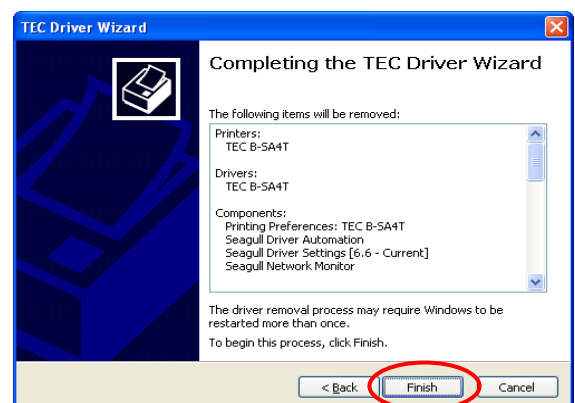 TEC Driver Wizard
Completing the TEC Driver Wizard
The following items will be removed:
Printers:
TEC B-SA4T
Drivers:
TEC B-SA4T
Components:
Printing Preferences: TEC B-SA4T
Seagull Driver Automation
Seagull Driver Settings [6.6 - Current]
Seagull Network Monitor
The driver removal process may require Windows to be
restarted more than once.
To begin this process, click Finish.
< Back
Finish
Cancel